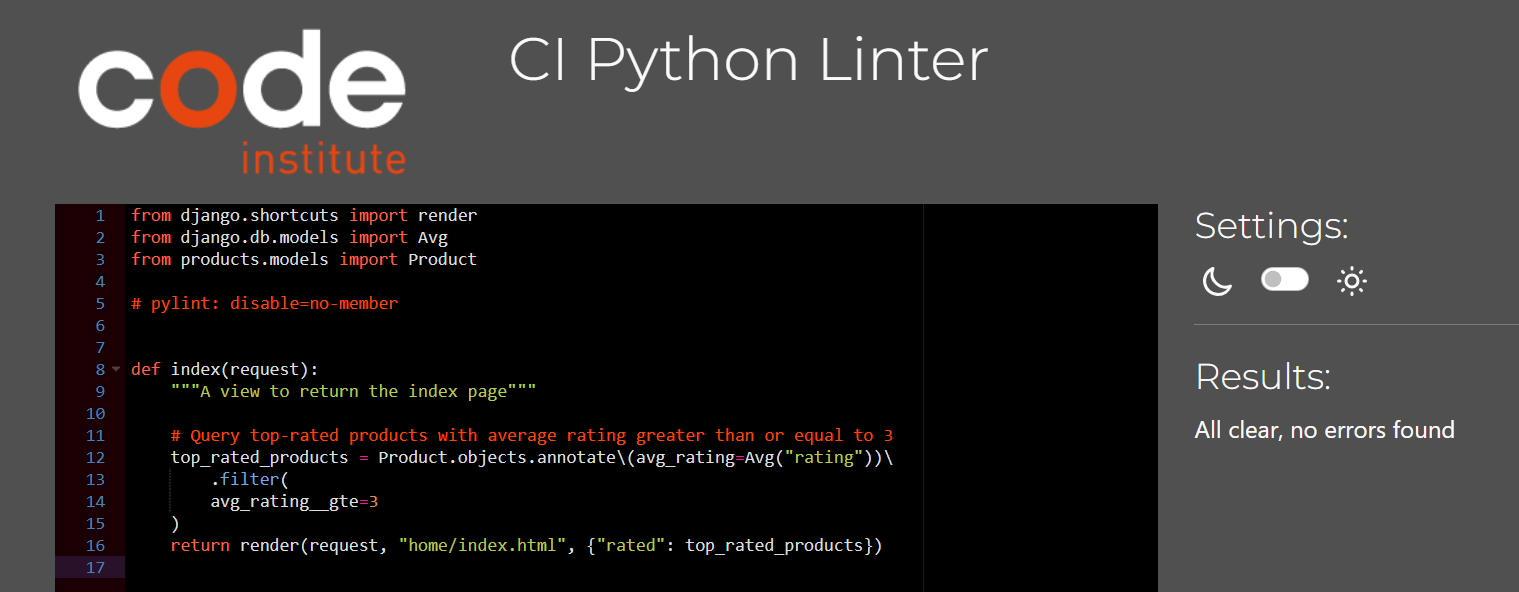 code
institute
CI Python Linter
1 from django.shortcuts import render
2 from django.db.models import Avg
3 from products.models import Product
4
5 # pylint: disable=no-member
6
7
8 def index(request):
9     """A view to return the index page"""
10
11     # Query top-rated products with average rating greater than or equal to 3
12     top_rated_products = Product.objects.annotate\(avg_rating=Avg("rating"))\
13         .filter(
14         avg_rating__gte=3
15     )
16     return render(request, "home/index.html", {"rated": top_rated_products})
17
Settings:
Results:
All clear, no errors found